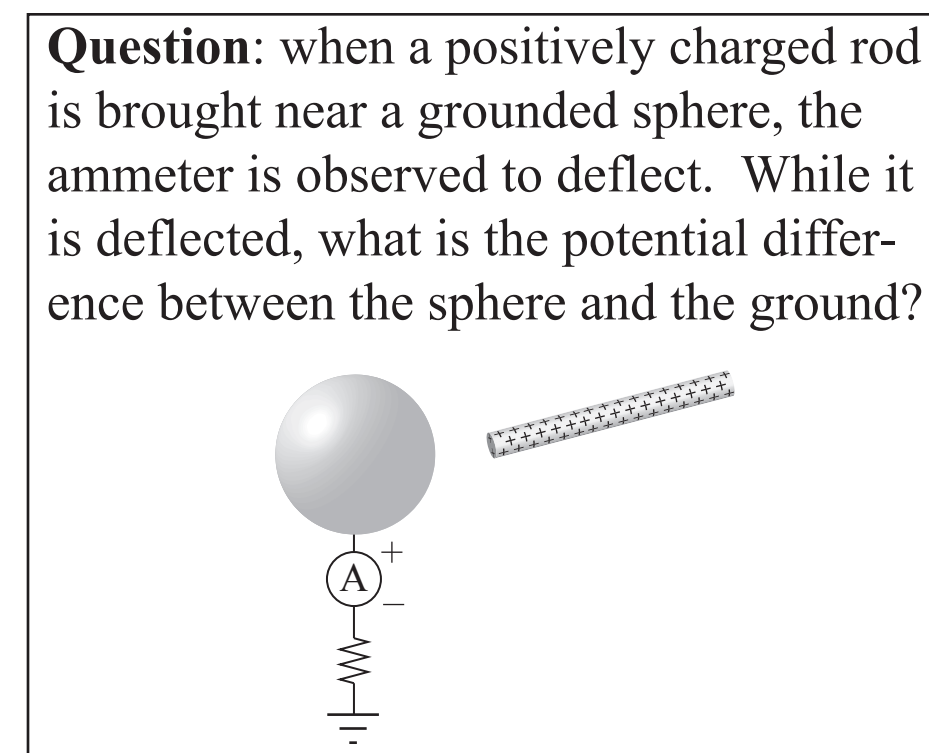 Question: when a positively charged rod
is brought near a grounded sphere, the
ammeter is observed to deflect. While it
is deflected, what is the potential differ-
ence between the sphere and the ground?
+
A
−